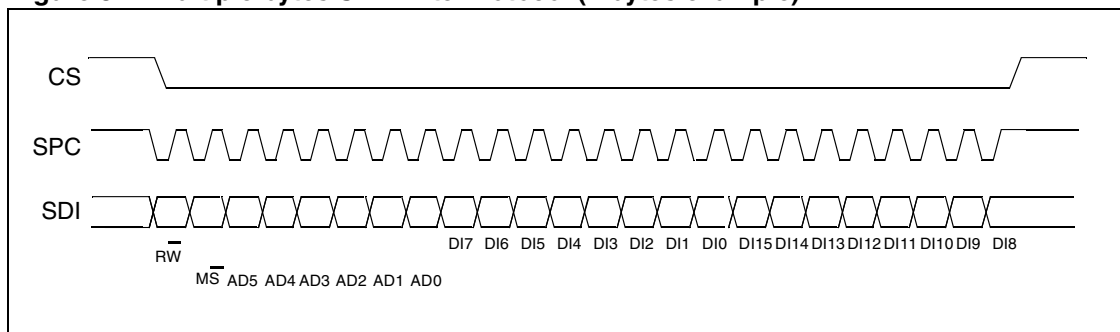 CS
SPC
SDI
DI7 DI6 DI5 DI4 DI3 DI2 DI1 DI0 DI15 DI14 DI13 DI12 DI11 DI10 DI9 DI8
RW̅
MS̅ AD5 AD4 AD3 AD2 AD1 AD0